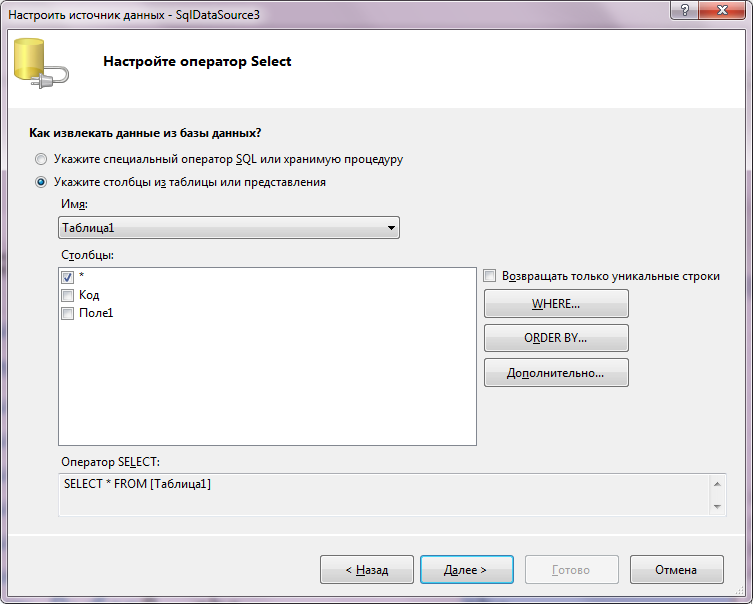 Настроить источник данных - SqlDataSource3
Настройте оператор Select
Как извлекать данные из базы данных?
Укажите специальный оператор SQL или хранимую процедуру
Укажите столбцы из таблицы или представления
Имя:
Таблица1
Столбцы:
*
Возвращать только уникальные строки
Код
WHERE...
Поле1
ORDER BY...
Дополнительно...
Оператор SELECT:
SELECT * FROM [Таблица1]
< Назад Далее > Готово Отмена